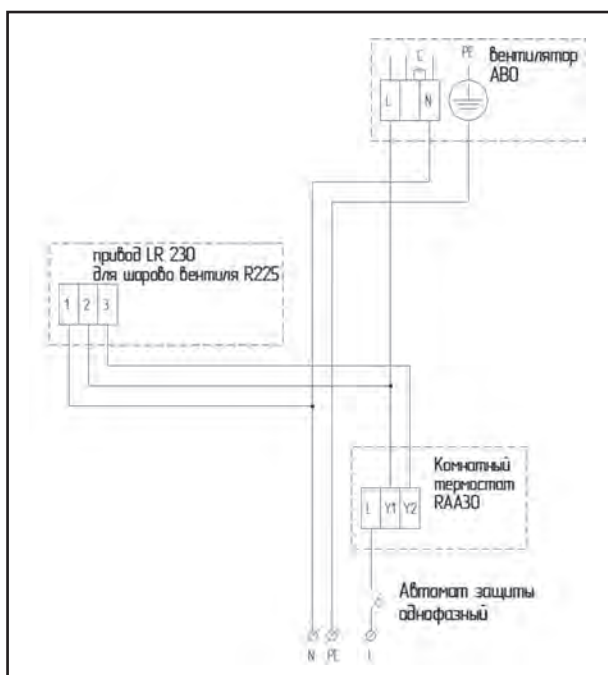 C PE вентилятор
АВО
L N
привод LR 230
для шарово вентиля R225
1 2 3
Комнатный
термостат
RAA30
L Y1 Y2
Автомат защиты
однофазный
N PE L